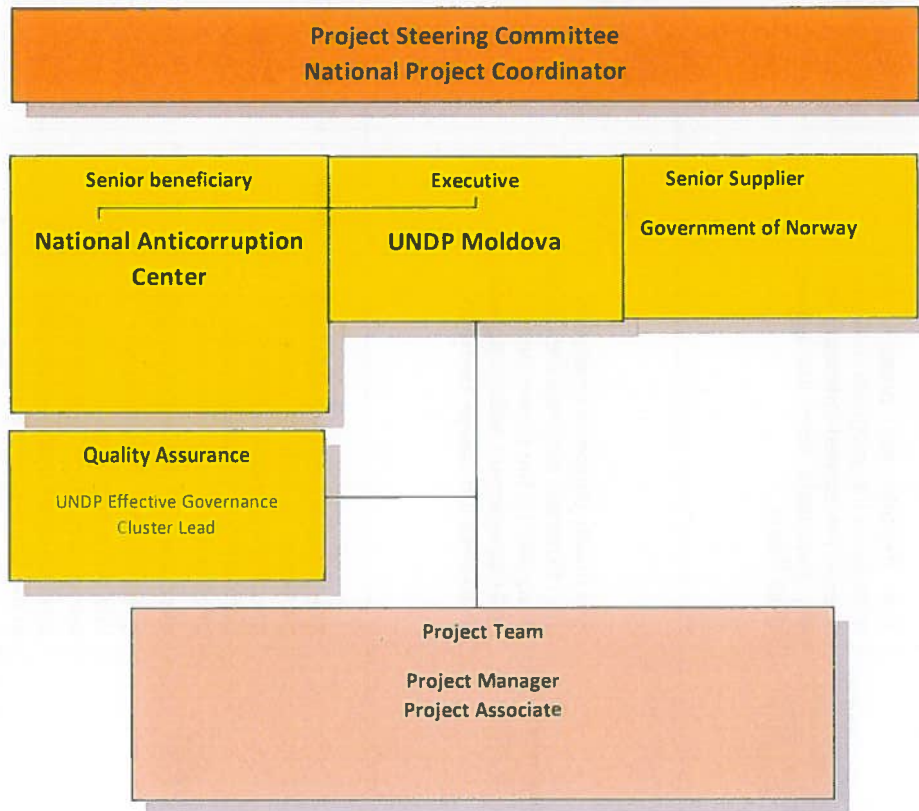 Project Steering Committee
National Project Coordinator
Senior beneficiary
National Anticorruption
Center
Executive
UNDP Moldova
Senior Supplier
Government of Norway
Quality Assurance
UNDP Effective Governance
Cluster Lead
Project Team
Project Manager
Project Associate